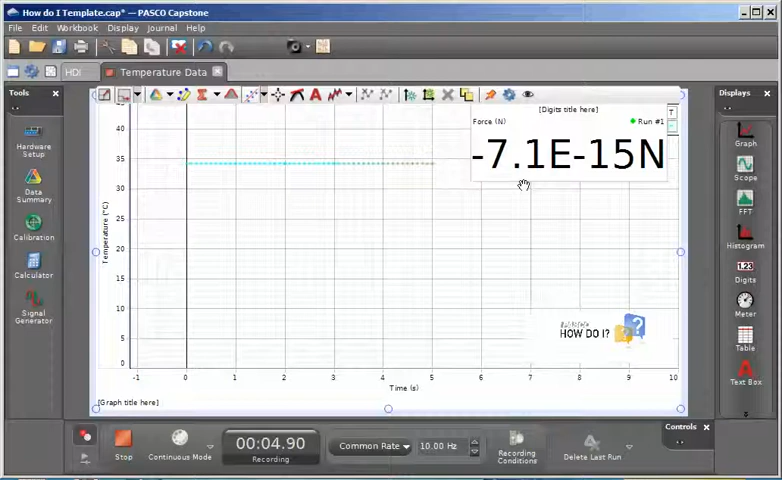 How do I Template.cap* - PASCO Capstone
File Edit Workbook Display Journal Help
HDI Temperature Data
Tools
Hardware Setup
Data Summary
Calibration
Calculator
Signal Generator
[Digits title here]
Force (N) Run #1
-7.1E-15N
T
40
35
30
25
20
15
10
5
0
Temperature (°C)
-1 0 1 2 3 4 5 6 7 8 9 10
Time (s)
[Graph title here]
HOW DO I?
Displays
Graph
Scope
FFT
Histogram
1.23
Digits
Meter
Table
Text Box
Stop
Continuous Mode
00:04.90
Recording
Common Rate 10.00 Hz
Recording Conditions
Delete Last Run
Controls